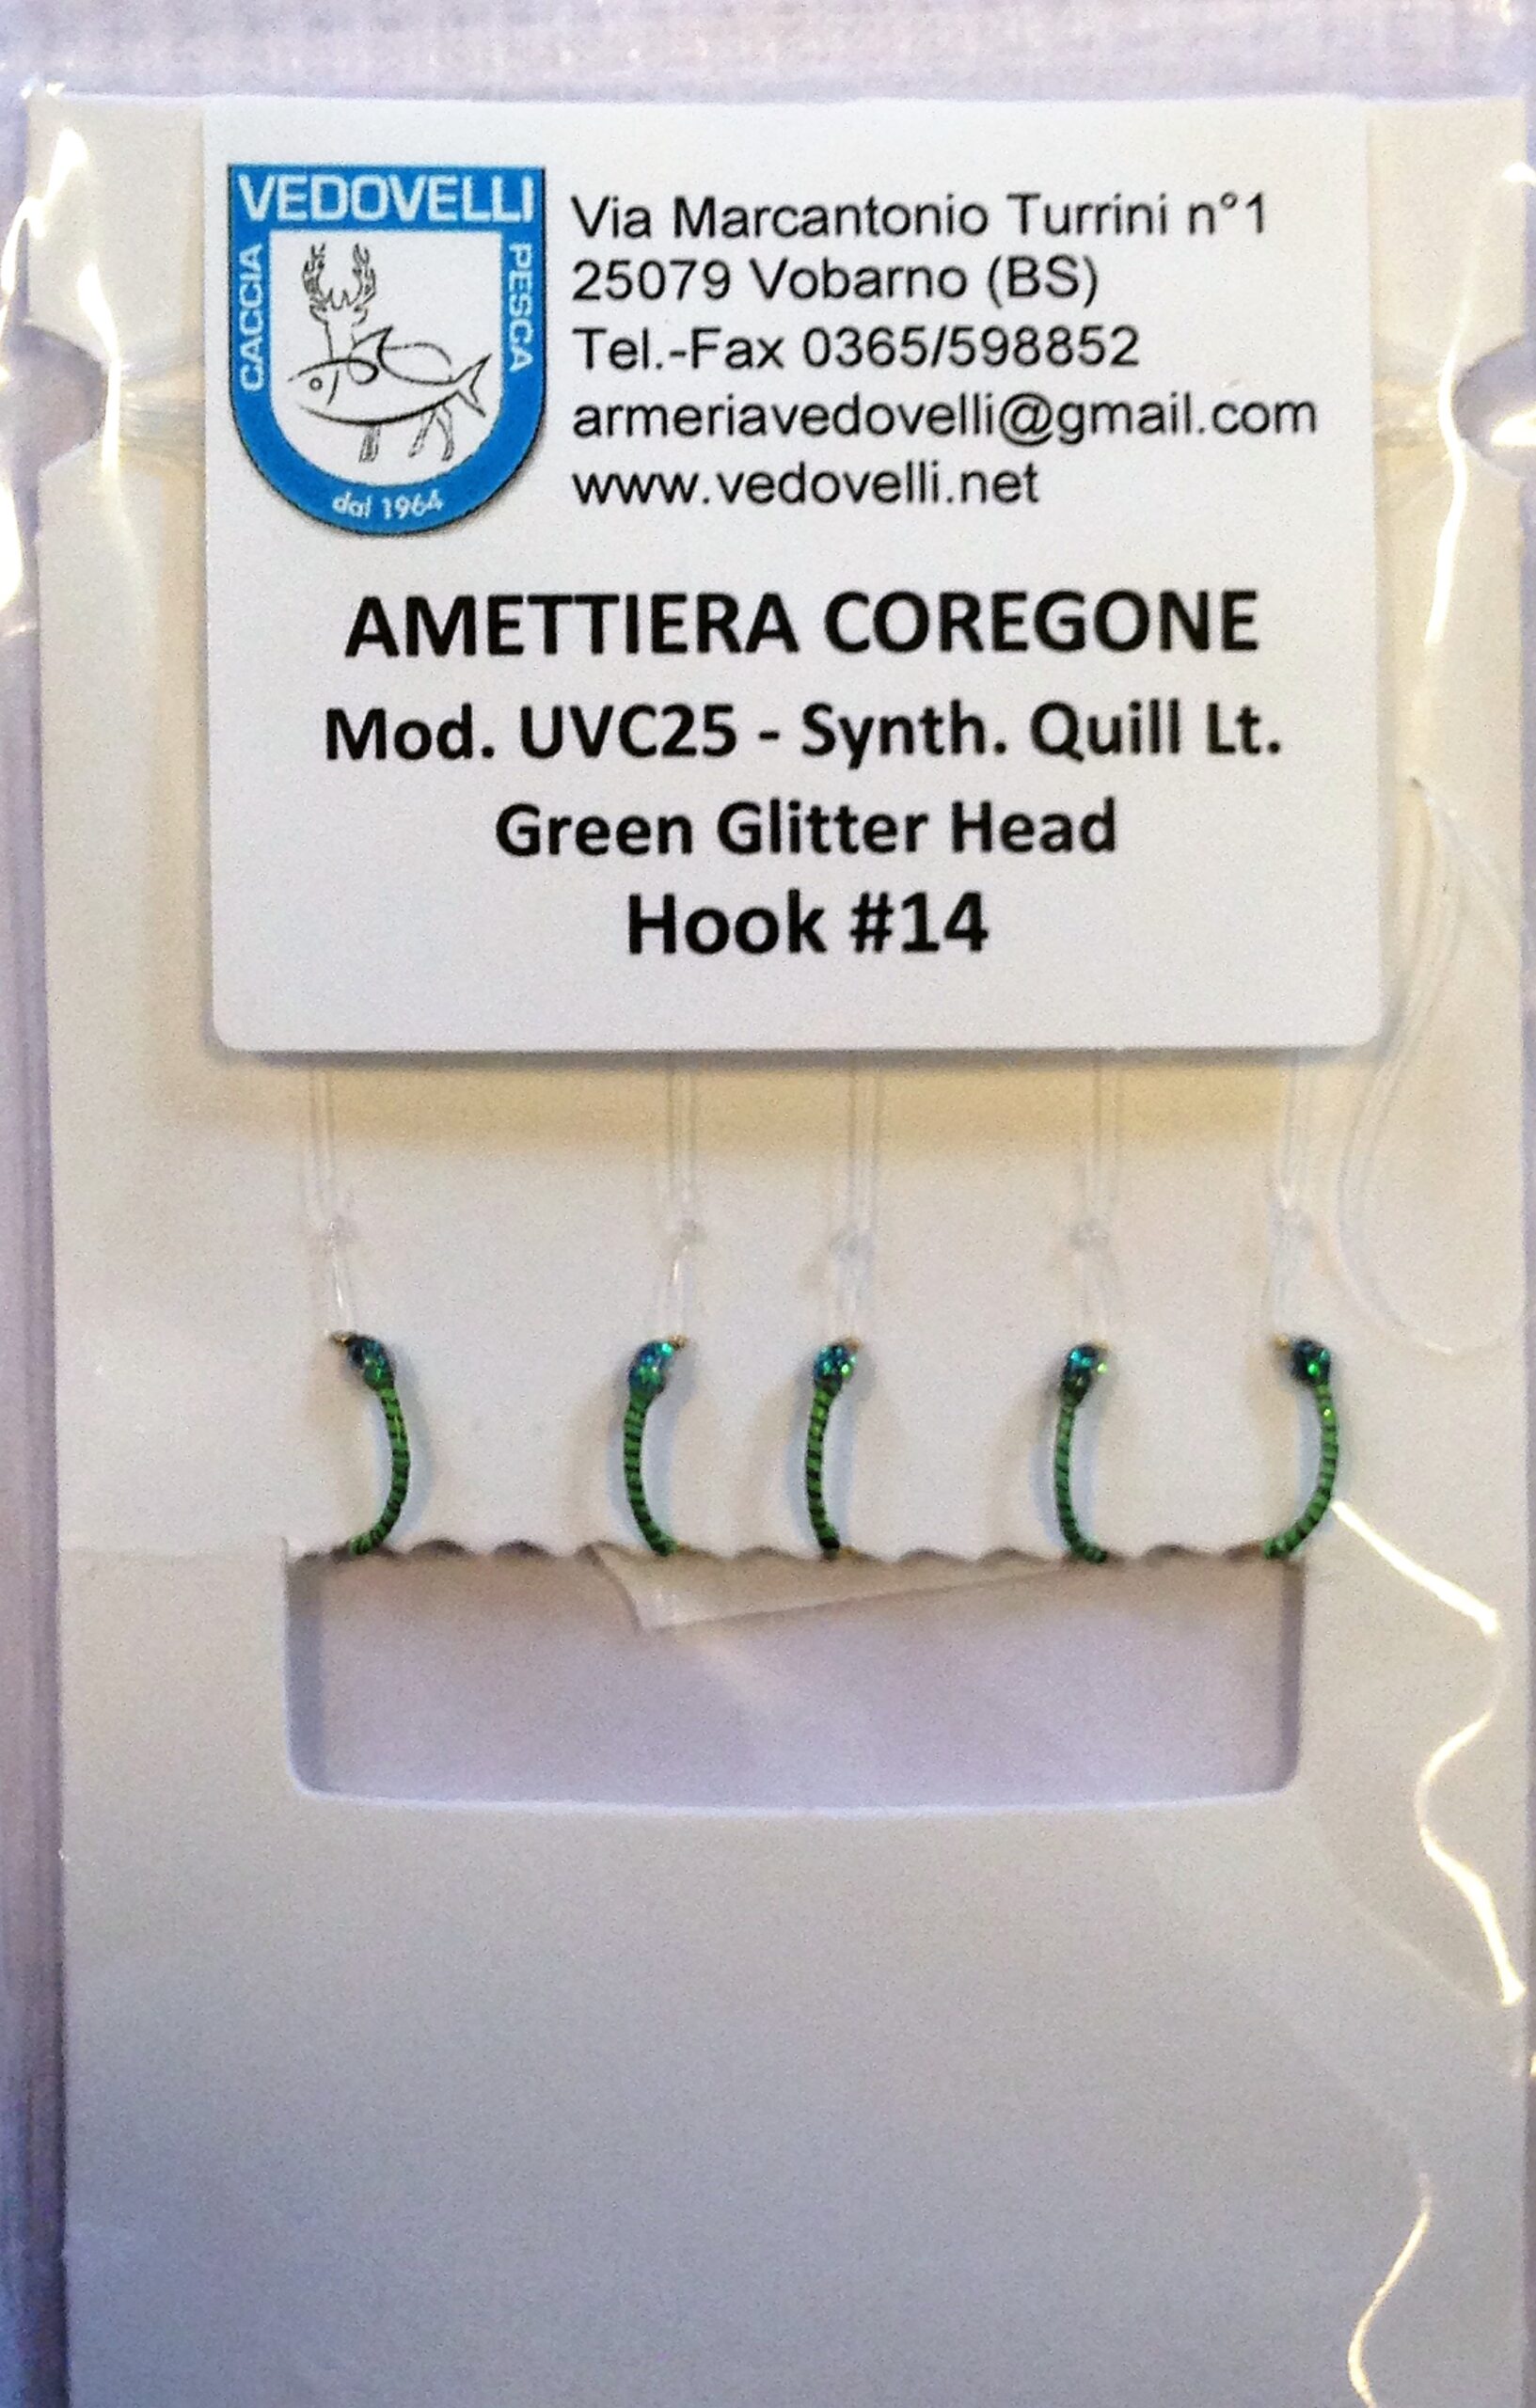 VEDOVELLI
CACCIA
PESCA
dal 1964
Via Marcantonio Turrini n°1
25079 Vobarno (BS)
Tel.-Fax 0365/598852
armeriavedovelli@gmail.com
www.vedovelli.net
AMETTIERA COREGONE
Mod. UVC25 - Synth. Quill Lt.
Green Glitter Head
Hook #14